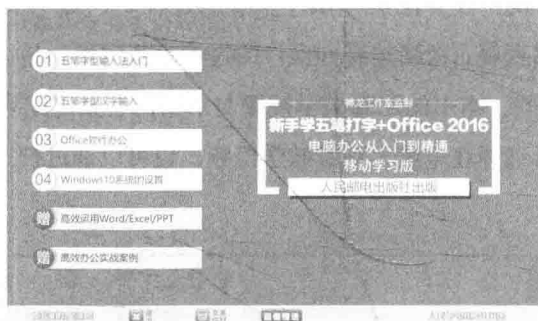 01 五笔字型输入法入门
02 五笔字型汉字输入
03 Office软件办公
04 Windows10系统的设置
赠 高效运用Word/Excel/PPT
赠 高效办公实战案例
神龙工作室监制
新手学五笔打字+Office 2016
电脑办公从入门到精通
移动学习版
人民邮电出版社出版